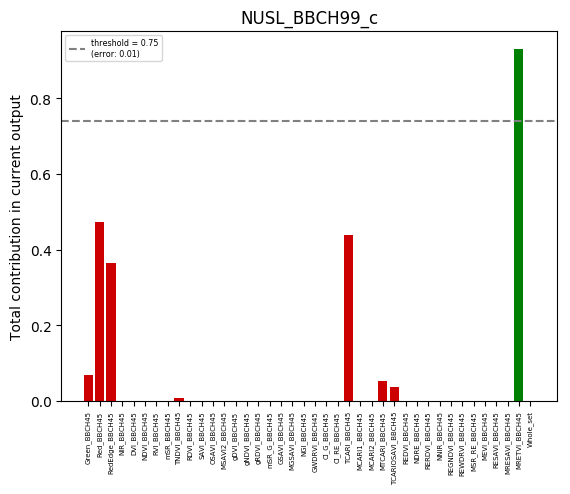 NUSL_BBCH99_c
threshold = 0.75
(error: 0.01)
Total contribution in current output
0.8
0.6
0.4
0.2
0.0
Green_BBCH45
Red_BBCH45
RedEdge_BBCH45
NIR_BBCH45
DVI_BBCH45
NDVI_BBCH45
RVI_BBCH45
mSR_BBCH45
TNDVI_BBCH45
RDVI_BBCH45
SAVI_BBCH45
OSAVI_BBCH45
MSAVI2_BBCH45
gDVI_BBCH45
gNDVI_BBCH45
gRDVI_BBCH45
mSR_G_BBCH45
GSAVI_BBCH45
MGSAVI_BBCH45
NGI_BBCH45
GWDRVI_BBCH45
CI_G_BBCH45
CI_RE_BBCH45
TCARI_BBCH45
MCARI1_BBCH45
MCARI2_BBCH45
MTCARI_BBCH45
TCARIOSAVI_BBCH45
REDVI_BBCH45
NDRE_BBCH45
RERDVI_BBCH45
NNIR_BBCH45
REGNDVI_BBCH45
REWDRVI_BBCH45
MSR_RE_BBCH45
MEVI_BBCH45
RESAVI_BBCH45
MRESAVI_BBCH45
MRETVI_BBCH45
Whole_set